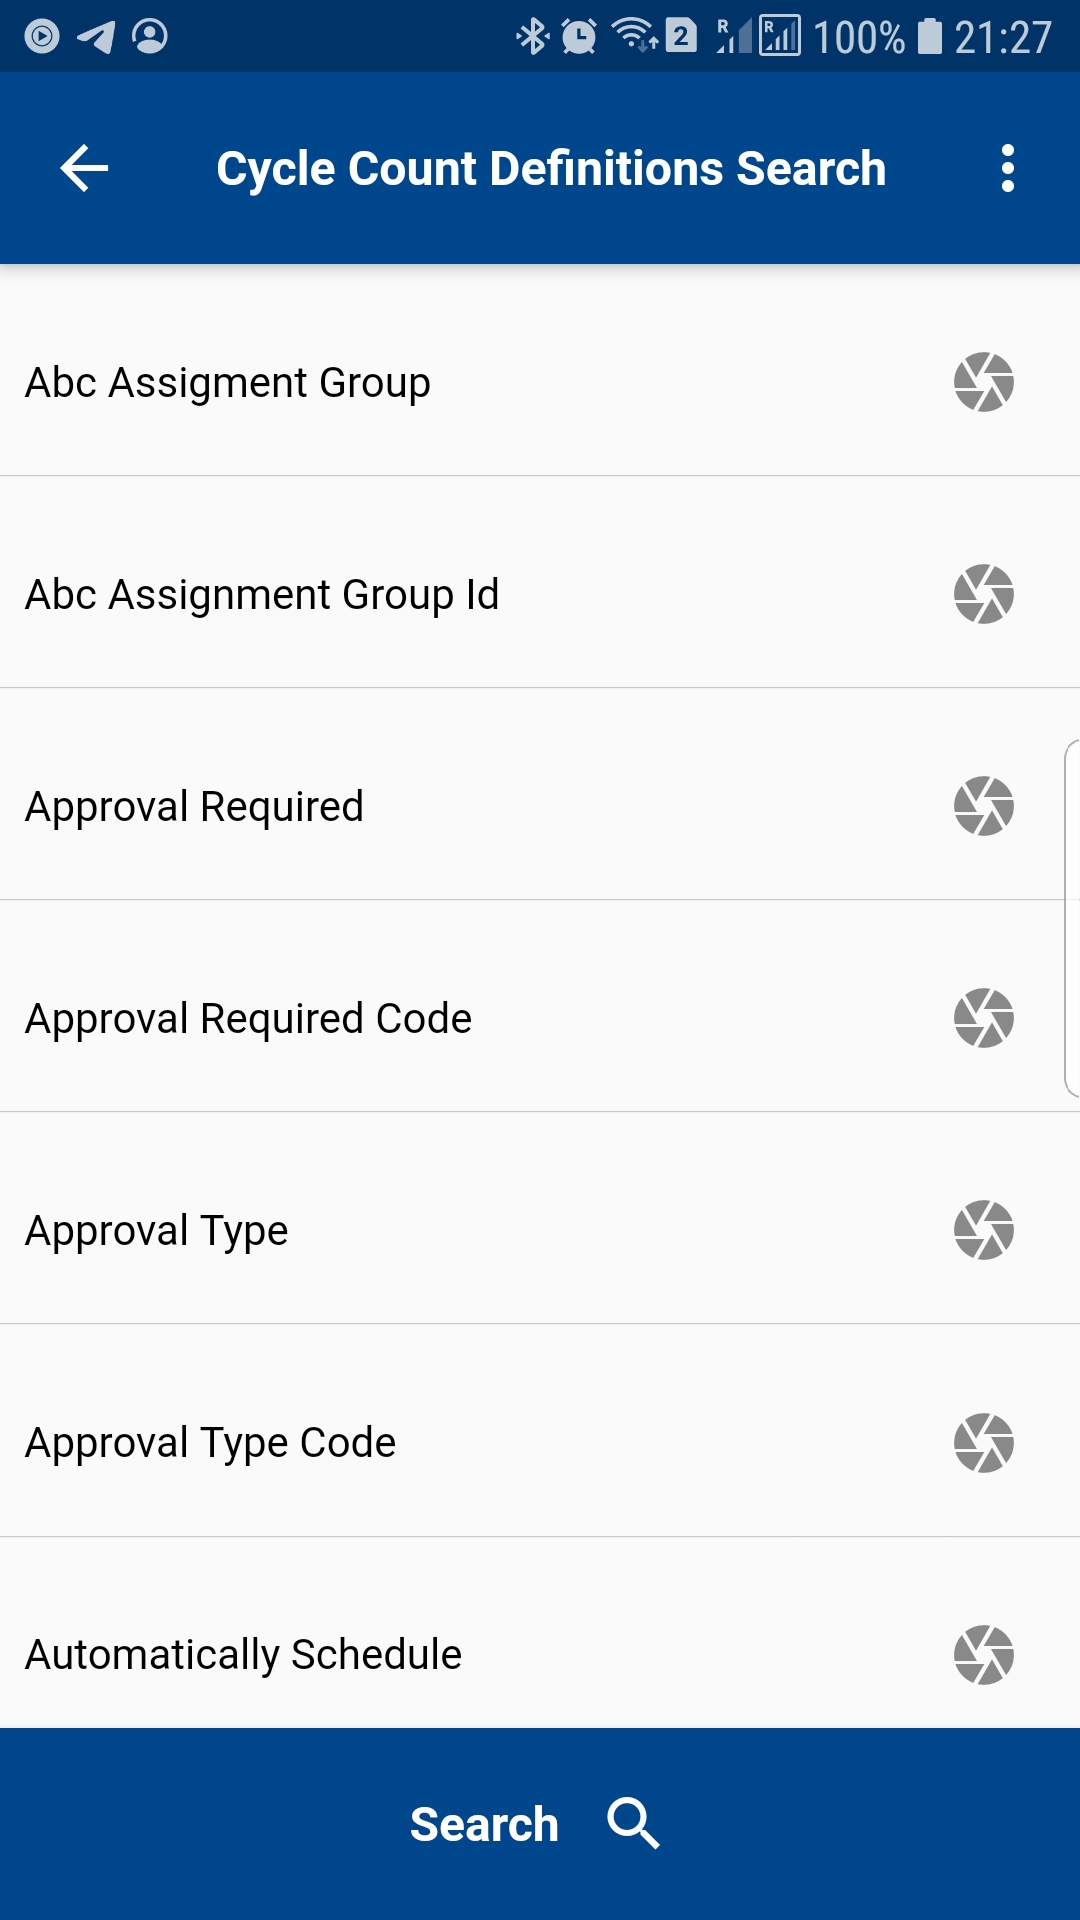 2 R R 100% 21:27
Cycle Count Definitions Search
Abc Assigment Group
Abc Assignment Group Id
Approval Required
Approval Required Code
Approval Type
Approval Type Code
Automatically Schedule
Search